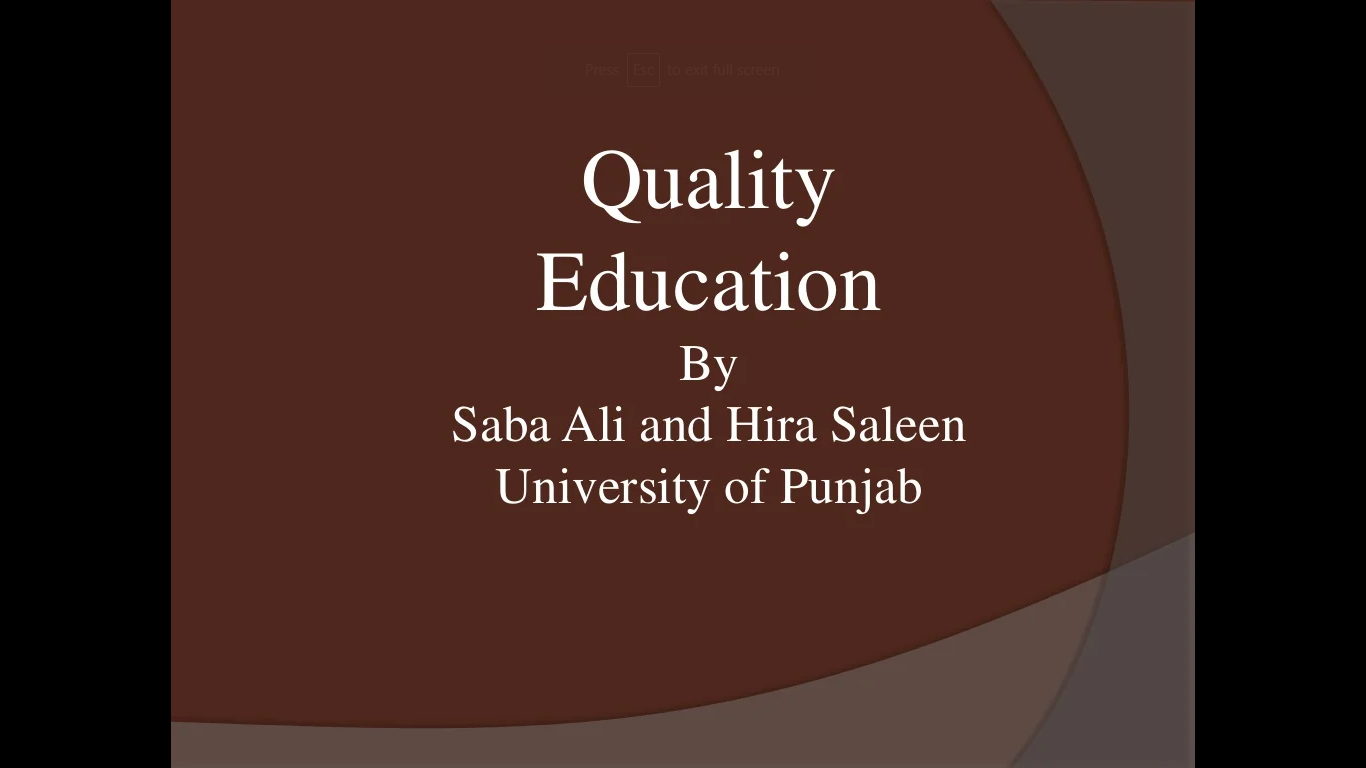 Press Esc to exit full screen
Quality
Education
By
Saba Ali and Hira Saleen
University of Punjab